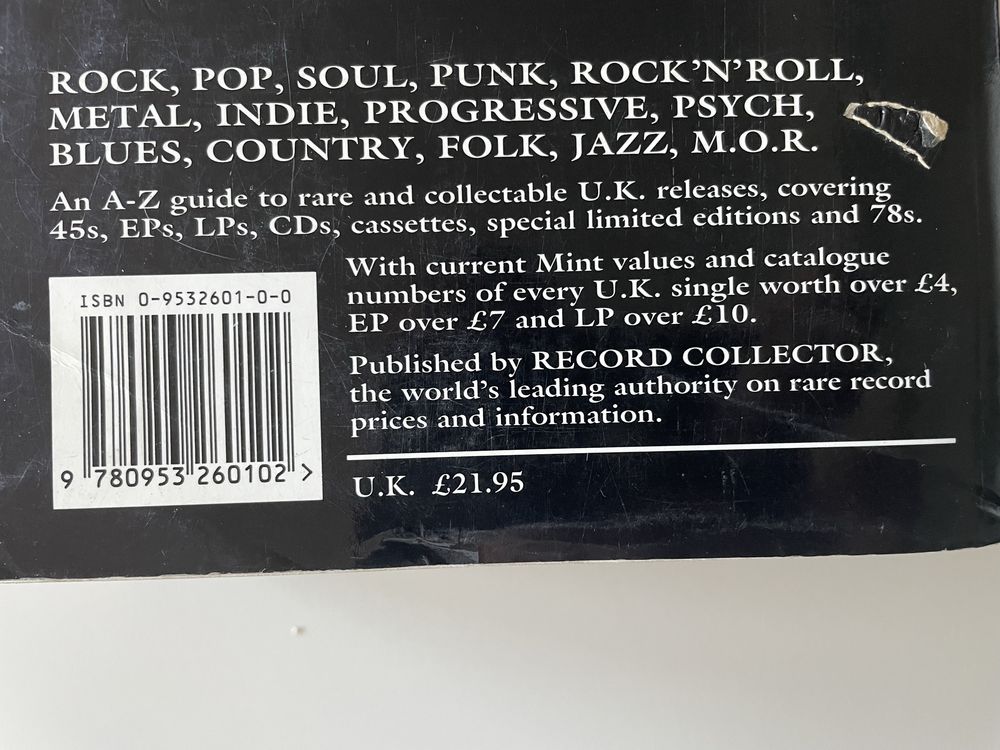 ROCK, POP, SOUL, PUNK, ROCK'N'ROLL,
METAL, INDIE, PROGRESSIVE, PSYCH,
BLUES, COUNTRY, FOLK, JAZZ, M.O.R.
An A-Z guide to rare and collectable U.K. releases, covering
45s, EPs, LPs, CDs, cassettes, special limited editions and 78s.
With current Mint values and catalogue
numbers of every U.K. single worth over £4,
EP over £7 and LP over £10.
Published by RECORD COLLECTOR,
the world's leading authority on rare record
prices and information.
U.K. £21.95
ISBN 0-9532601-0-0
9 780953 260102 >